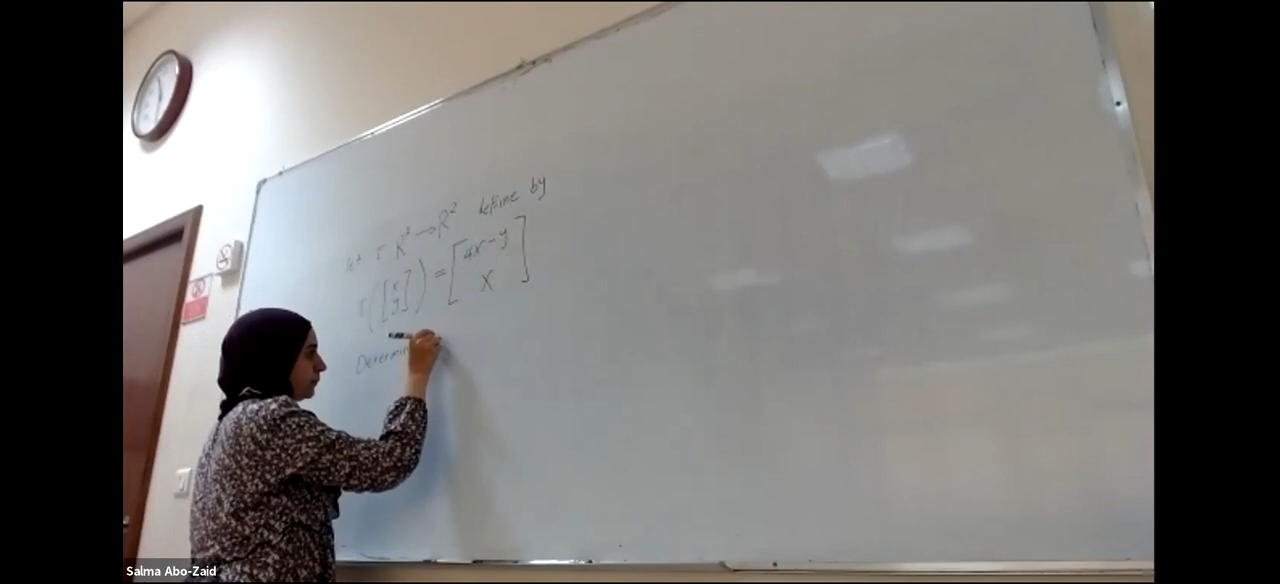 let T R² → R² define by
T([x y]) = [4x - y x]
Determin
Salma Abo-Zaid